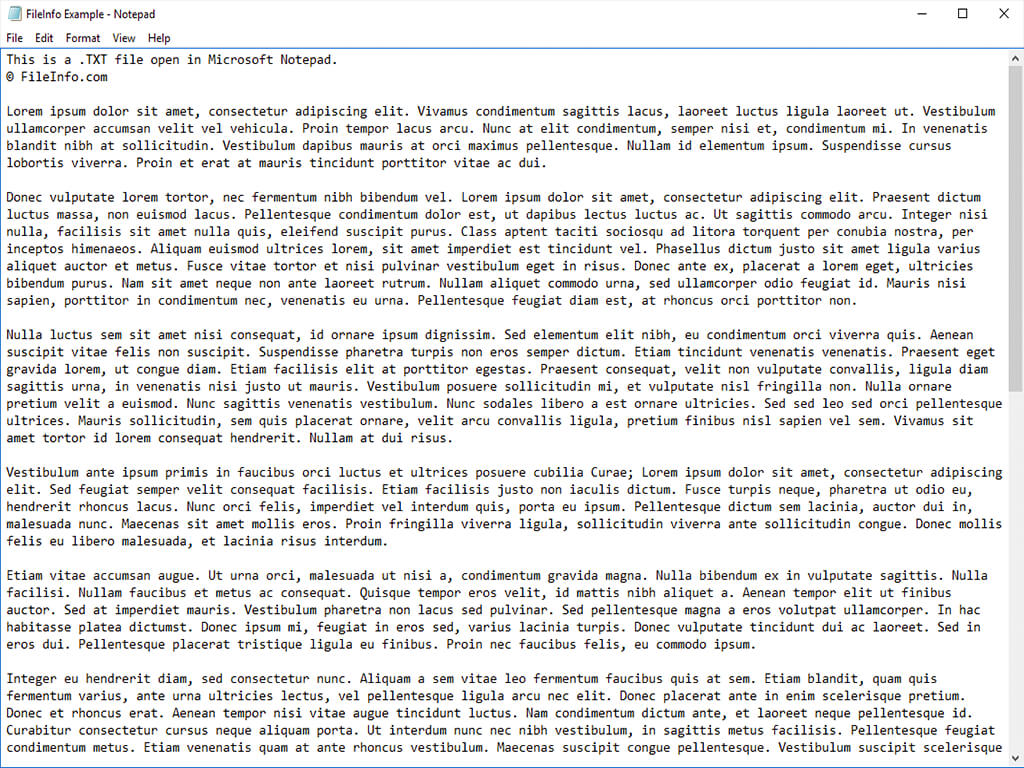 FileInfo Example - Notepad
File Edit Format View Help
This is a .TXT file open in Microsoft Notepad.
© FileInfo.com
Lorem ipsum dolor sit amet, consectetur adipiscing elit. Vivamus condimentum sagittis lacus, laoreet luctus ligula laoreet ut. Vestibulum
ullamcorper accumsan velit vel vehicula. Proin tempor lacus arcu. Nunc at elit condimentum, semper nisi et, condimentum mi. In venenatis
blandit nibh at sollicitudin. Vestibulum dapibus mauris at orci maximus pellentesque. Nullam id elementum ipsum. Suspendisse cursus
lobortis viverra. Proin et erat at mauris tincidunt porttitor vitae ac dui.
Donec vulputate lorem tortor, nec fermentum nibh bibendum vel. Lorem ipsum dolor sit amet, consectetur adipiscing elit. Praesent dictum
luctus massa, non euismod lacus. Pellentesque condimentum dolor est, ut dapibus lectus luctus ac. Ut sagittis commodo arcu. Integer nisi
nulla, facilisis sit amet nulla quis, eleifend suscipit purus. Class aptent taciti sociosqu ad litora torquent per conubia nostra, per
inceptos himenaeos. Aliquam euismod ultrices lorem, sit amet imperdiet est tincidunt vel. Phasellus dictum justo sit amet ligula varius
aliquet auctor et metus. Fusce vitae tortor et nisi pulvinar vestibulum eget in risus. Donec ante ex, placerat a lorem eget, ultricies
bibendum purus. Nam sit amet neque non ante laoreet rutrum. Nullam aliquet commodo urna, sed ullamcorper odio feugiat id. Mauris nisi
sapien, porttitor in condimentum nec, venenatis eu urna. Pellentesque feugiat diam est, at rhoncus orci porttitor non.
Nulla luctus sem sit amet nisi consequat, id ornare ipsum dignissim. Sed elementum elit nibh, eu condimentum orci viverra quis. Aenean
suscipit vitae felis non suscipit. Suspendisse pharetra turpis non eros semper dictum. Etiam tincidunt venenatis venenatis. Praesent eget
gravida lorem, ut congue diam. Etiam facilisis elit at porttitor egestas. Praesent consequat, velit non vulputate convallis, ligula diam
sagittis urna, in venenatis nisi justo ut mauris. Vestibulum posuere sollicitudin mi, et vulputate nisl fringilla non. Nulla ornare
pretium velit a euismod. Nunc sagittis venenatis vestibulum. Nunc sodales libero a est ornare ultricies. Sed sed leo sed orci pellentesque
ultrices. Mauris sollicitudin, sem quis placerat ornare, velit arcu convallis ligula, pretium finibus nisl sapien vel sem. Vivamus sit
amet tortor id lorem consequat hendrerit. Nullam at dui risus.
Vestibulum ante ipsum primis in faucibus orci luctus et ultrices posuere cubilia Curae; Lorem ipsum dolor sit amet, consectetur adipiscing
elit. Sed feugiat semper velit consequat facilisis. Etiam facilisis justo non iaculis dictum. Fusce turpis neque, pharetra ut odio eu,
hendrerit rhoncus lacus. Nunc orci felis, imperdiet vel interdum quis, porta eu ipsum. Pellentesque dictum sem lacinia, auctor dui in,
malesuada nunc. Maecenas sit amet mollis eros. Proin fringilla viverra ligula, sollicitudin viverra ante sollicitudin congue. Donec mollis
felis eu libero malesuada, et lacinia risus interdum.
Etiam vitae accumsan augue. Ut urna orci, malesuada ut nisi a, condimentum gravida magna. Nulla bibendum ex in vulputate sagittis. Nulla
facilisi. Nullam faucibus et metus ac consequat. Quisque tempor eros velit, id mattis nibh aliquet a. Aenean tempor elit ut finibus
auctor. Sed at imperdiet mauris. Vestibulum pharetra non lacus sed pulvinar. Sed pellentesque magna a eros volutpat ullamcorper. In hac
habitasse platea dictumst. Donec ipsum mi, feugiat in eros sed, varius lacinia turpis. Donec vulputate tincidunt dui ac laoreet. Sed in
eros dui. Pellentesque placerat tristique ligula eu finibus. Proin nec faucibus felis, eu commodo ipsum.
Integer eu hendrerit diam, sed consectetur nunc. Aliquam a sem vitae leo fermentum faucibus quis at sem. Etiam blandit, quam quis
fermentum varius, ante urna ultricies lectus, vel pellentesque ligula arcu nec elit. Donec placerat ante in enim scelerisque pretium.
Donec et rhoncus erat. Aenean tempor nisi vitae augue tincidunt luctus. Nam condimentum dictum ante, et laoreet neque pellentesque id.
Curabitur consectetur cursus neque aliquam porta. Ut interdum nunc nec nibh vestibulum, in sagittis metus facilisis. Pellentesque feugiat
condimentum metus. Etiam venenatis quam at ante rhoncus vestibulum. Maecenas suscipit congue pellentesque. Vestibulum suscipit scelerisque